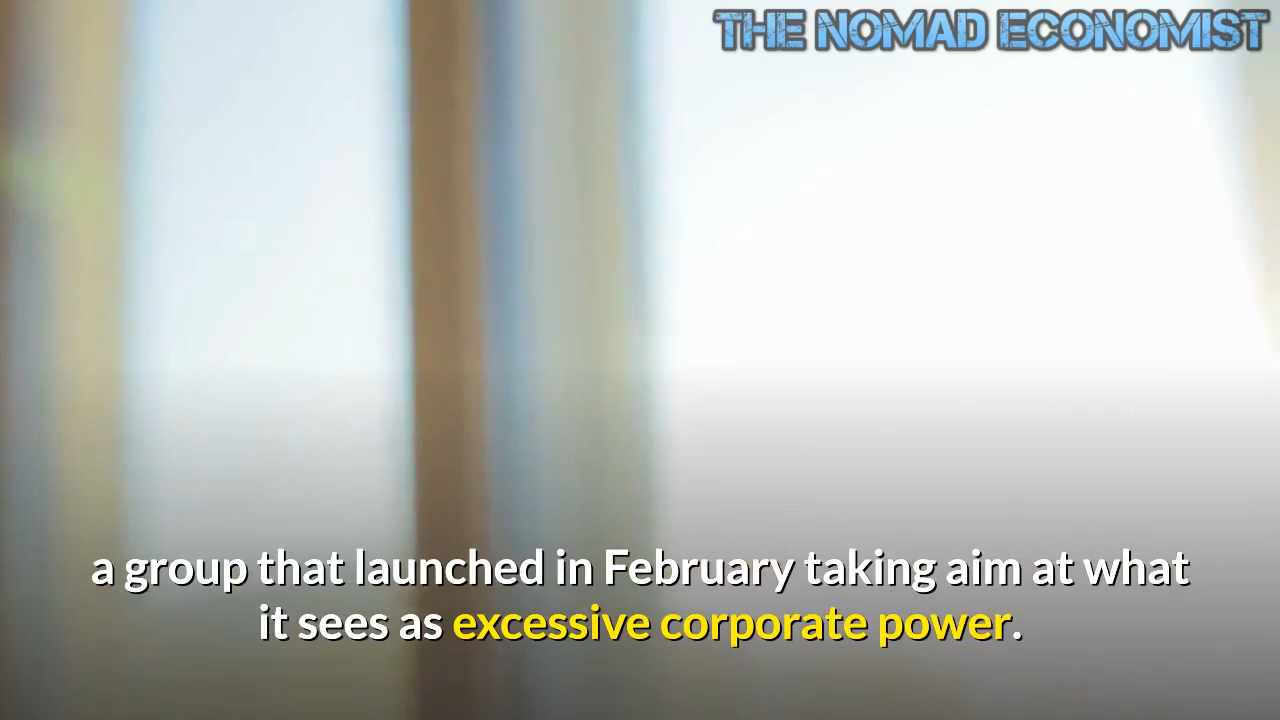 THE NOMAD ECONOMIST
a group that launched in February taking aim at what
it sees as excessive corporate power.